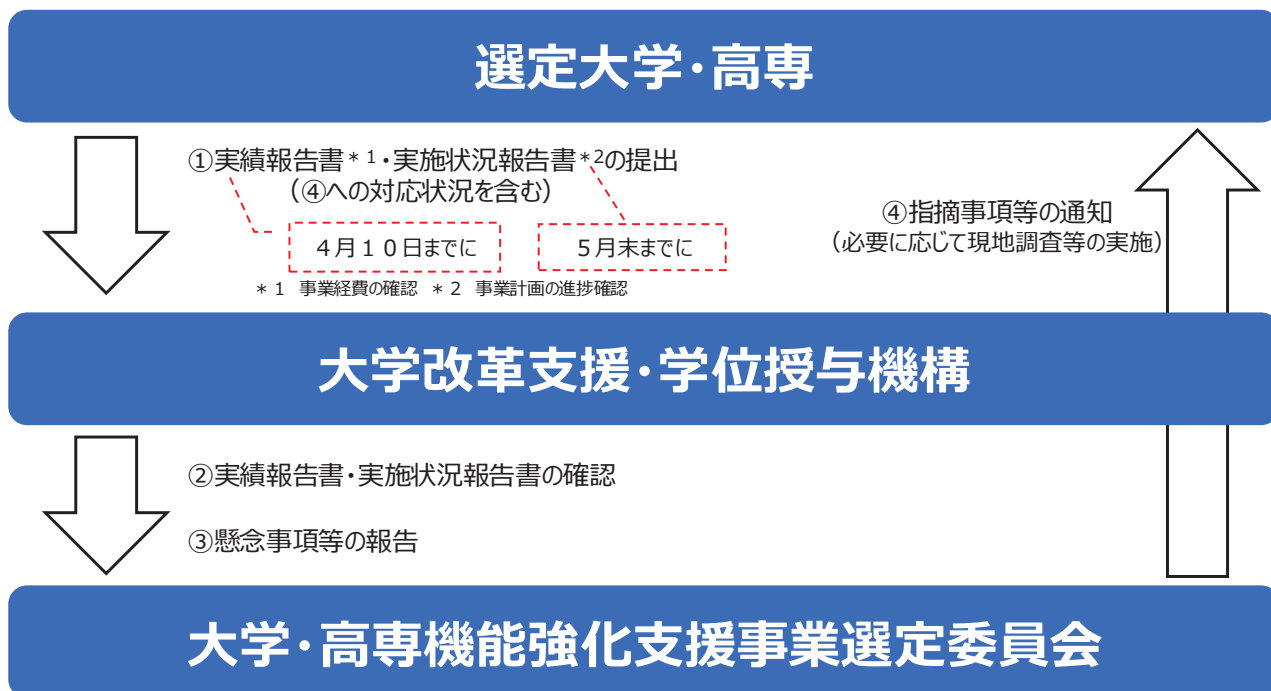 選定大学・高専
①実績報告書*1・実施状況報告書*2の提出
（④への対応状況を含む）
４月１０日までに
５月末までに
＊１　事業経費の確認　＊２　事業計画の進捗確認
④指摘事項等の通知
（必要に応じて現地調査等の実施）
大学改革支援・学位授与機構
②実績報告書・実施状況報告書の確認
③懸念事項等の報告
大学・高専機能強化支援事業選定委員会